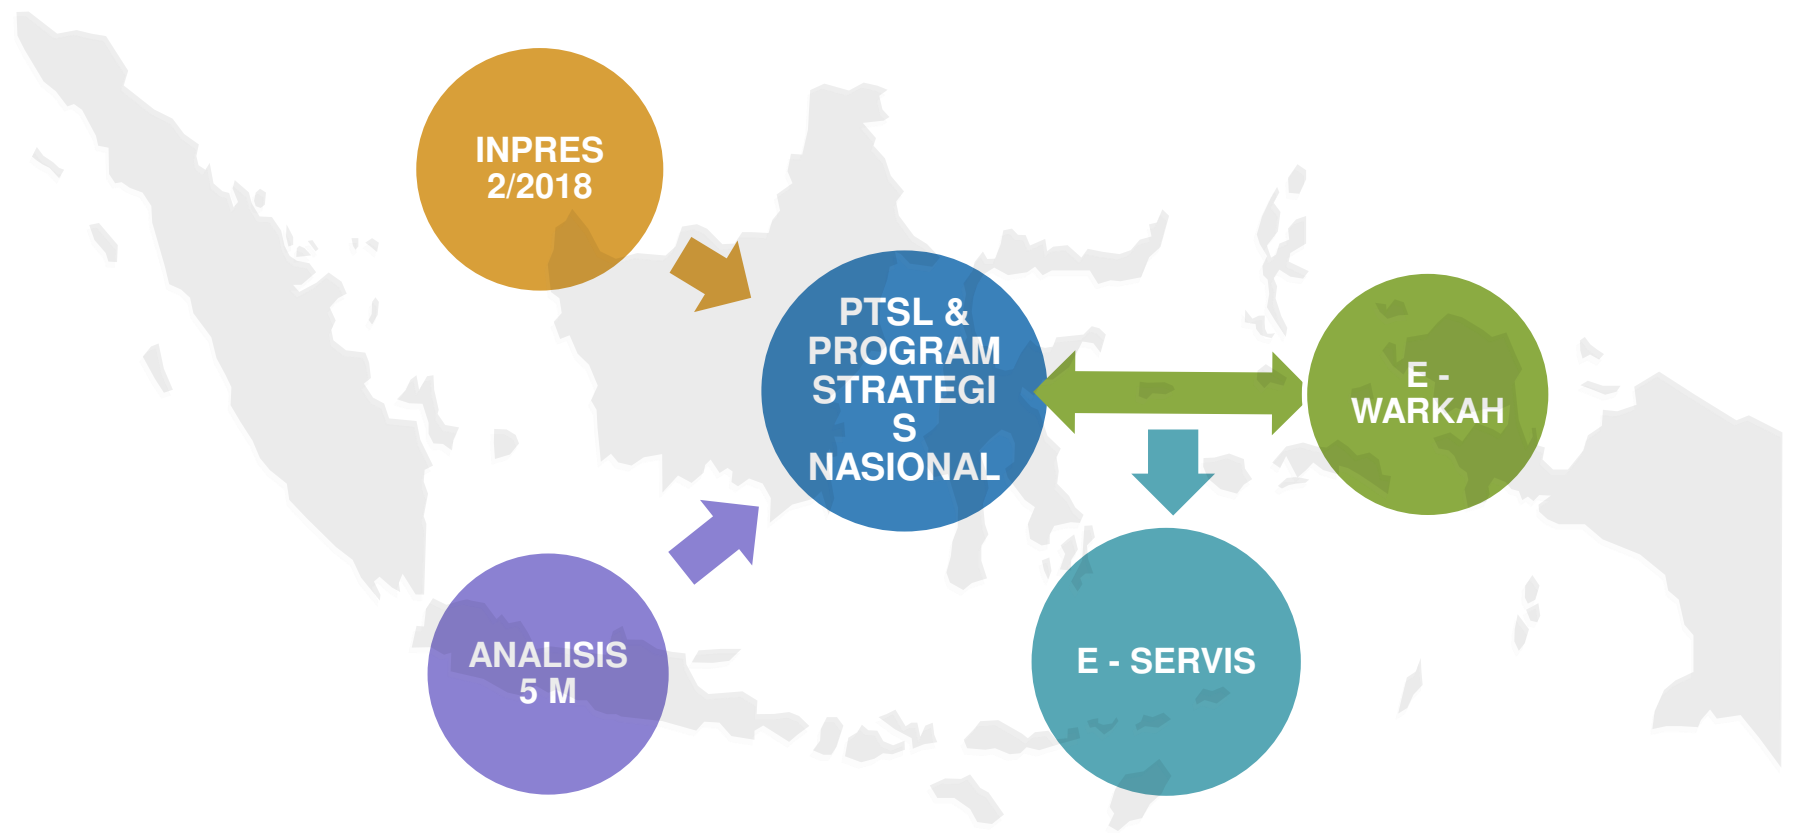 INPRES
2/2018
PTSL &
PROGRAM
STRATEGI
S
NASIONAL
E -
WARKAH
ANALISIS
5 M
E - SERVIS